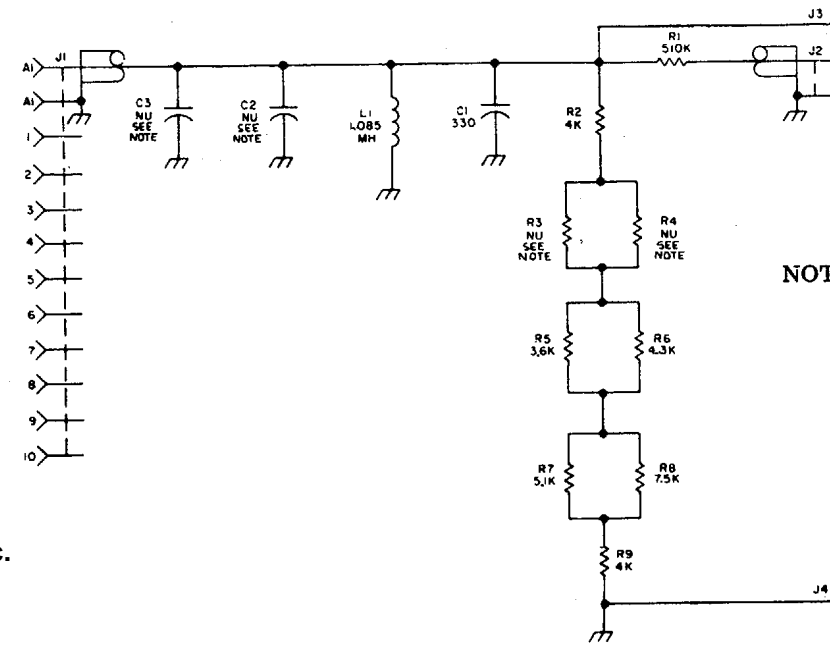 J3
R1
510K
J2
J1
A1
A1
C3
NU
SEE
NOTE
C2
NU
SEE
NOTE
L1
1.085
MH
C1
330
R2
4K
1
2
3
4
5
6
7
8
9
10
R3
NU
SEE
NOTE
R4
NU
SEE
NOTE
NOT
R5
3.6K
R6
4.3K
R7
5.1K
R8
7.5K
c.
R9
4K
J4